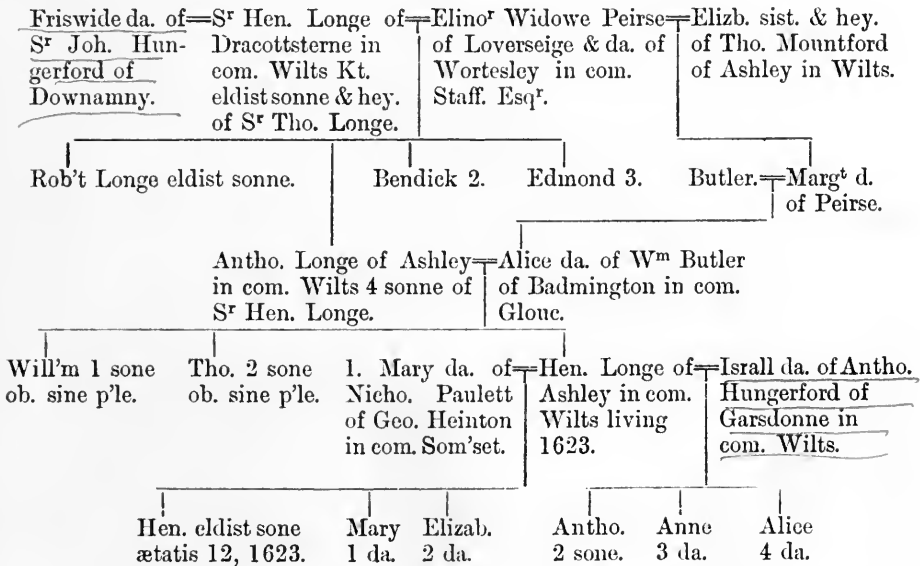 Friswide da. of
Sʳ Joh. Hun-
gerford of
Downamny.
Sʳ Hen. Longe of
Dracottsterne in
com. Wilts Kt.
eldist sonne & hey.
of Sʳ Tho. Longe.
Elinoʳ Widowe Peirse
of Loverseige & da. of
Wortesley in com.
Staff. Esqʳ.
Elizb. sist. & hey.
of Tho. Mountford
of Ashley in Wilts.
Rob't Longe eldist sonne.
Bendick 2.
Edmond 3.
Butler.
Margᵗ d.
of Peirse.
Antho. Longe of Ashley
in com. Wilts 4 sonne of
Sʳ Hen. Longe.
Alice da. of Wᵐ Butler
of Badmington in com.
Glouc.
Will'm 1 sone
ob. sine p'le.
Tho. 2 sone
ob. sine p'le.
1. Mary da. of
Nicho. Paulett
of Geo. Heinton
in com. Som'set.
Hen. Longe of
Ashley in com.
Wilts living
1623.
Israll da. of Antho.
Hungerford of
Garsdonne in
com. Wilts.
Hen. eldist sone
ætatis 12, 1623.
Mary
1 da.
Elizab.
2 da.
Antho.
2 sone.
Anne
3 da.
Alice
4 da.